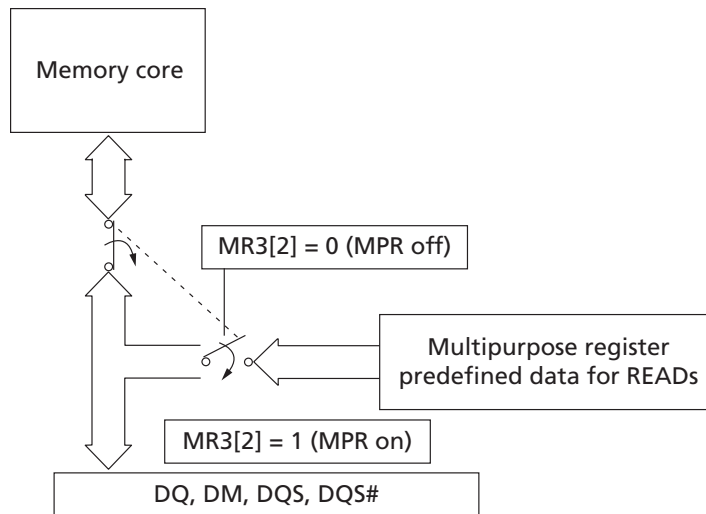 Memory core
MR3[2] = 0 (MPR off)
Multipurpose register
predefined data for READs
MR3[2] = 1 (MPR on)
DQ, DM, DQS, DQS#